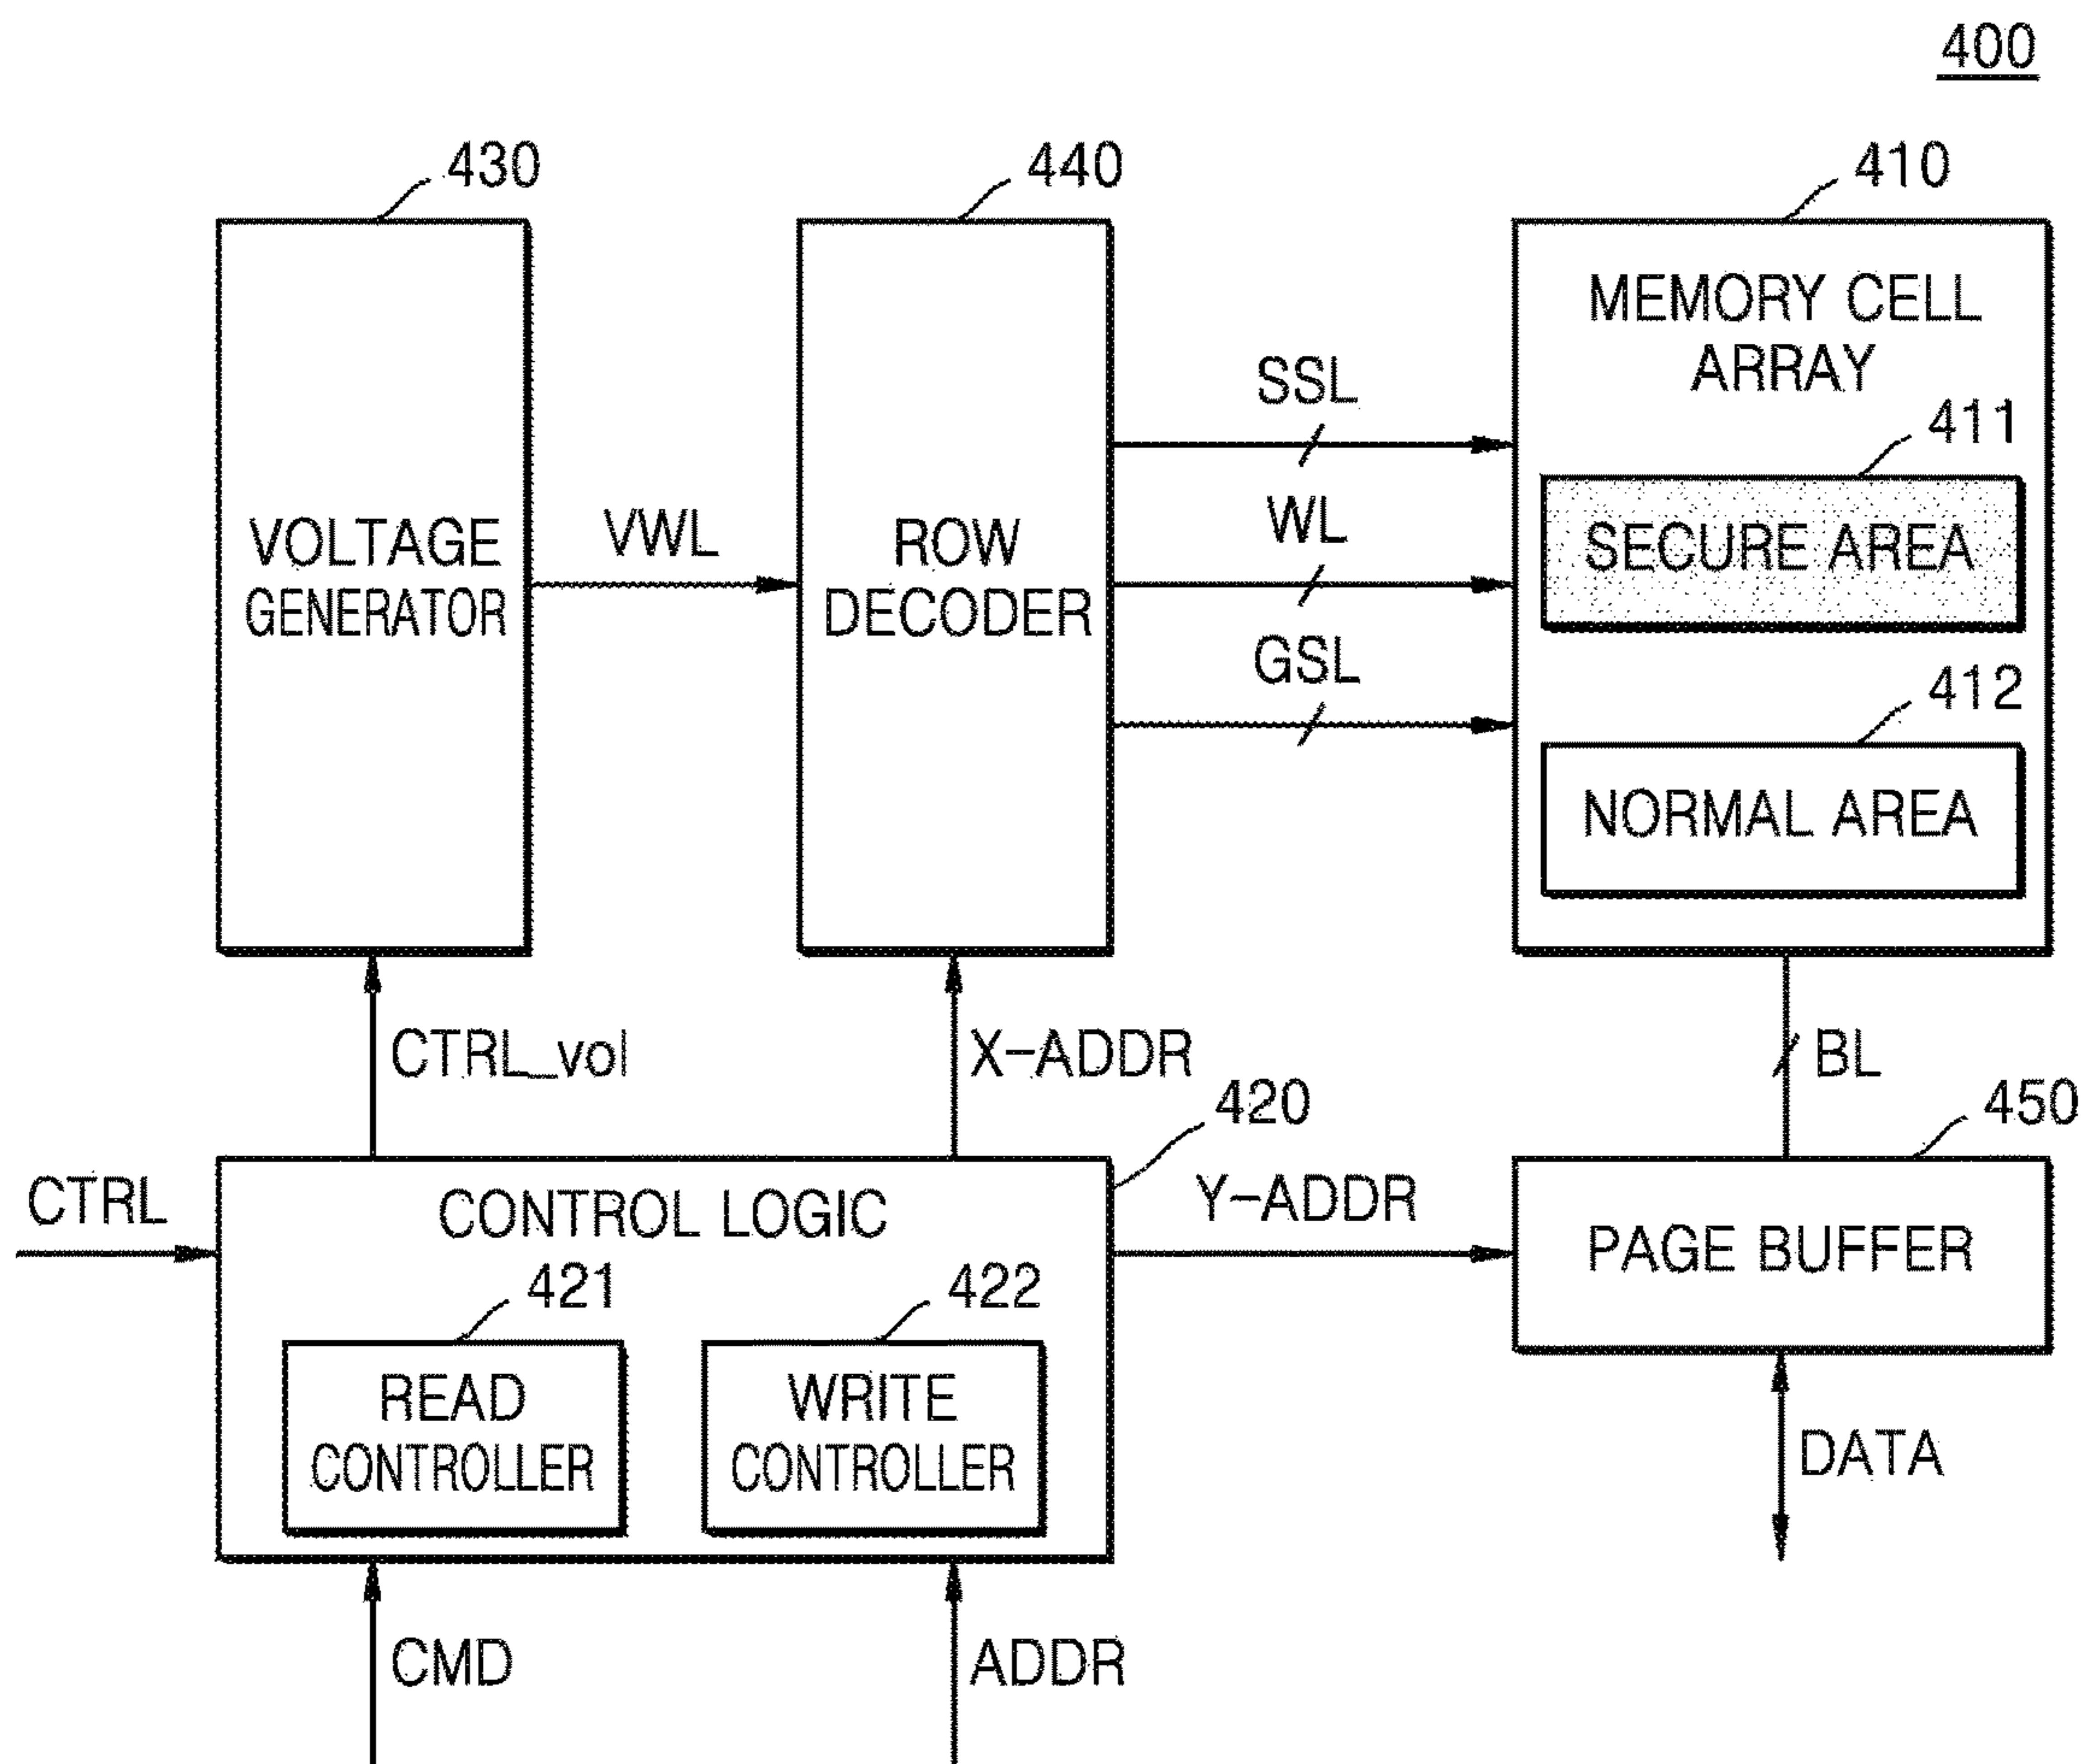 400
430
440
410
MEMORY CELL
ARRAY
SSL
411
VOLTAGE
GENERATOR
VWL
ROW
DECODER
WL
SECURE AREA
GSL
412
NORMAL AREA
CTRL_vol
X-ADDR
BL
420
450
CTRL
CONTROL LOGIC
Y-ADDR
PAGE BUFFER
421
422
READ
CONTROLLER
WRITE
CONTROLLER
DATA
CMD
ADDR